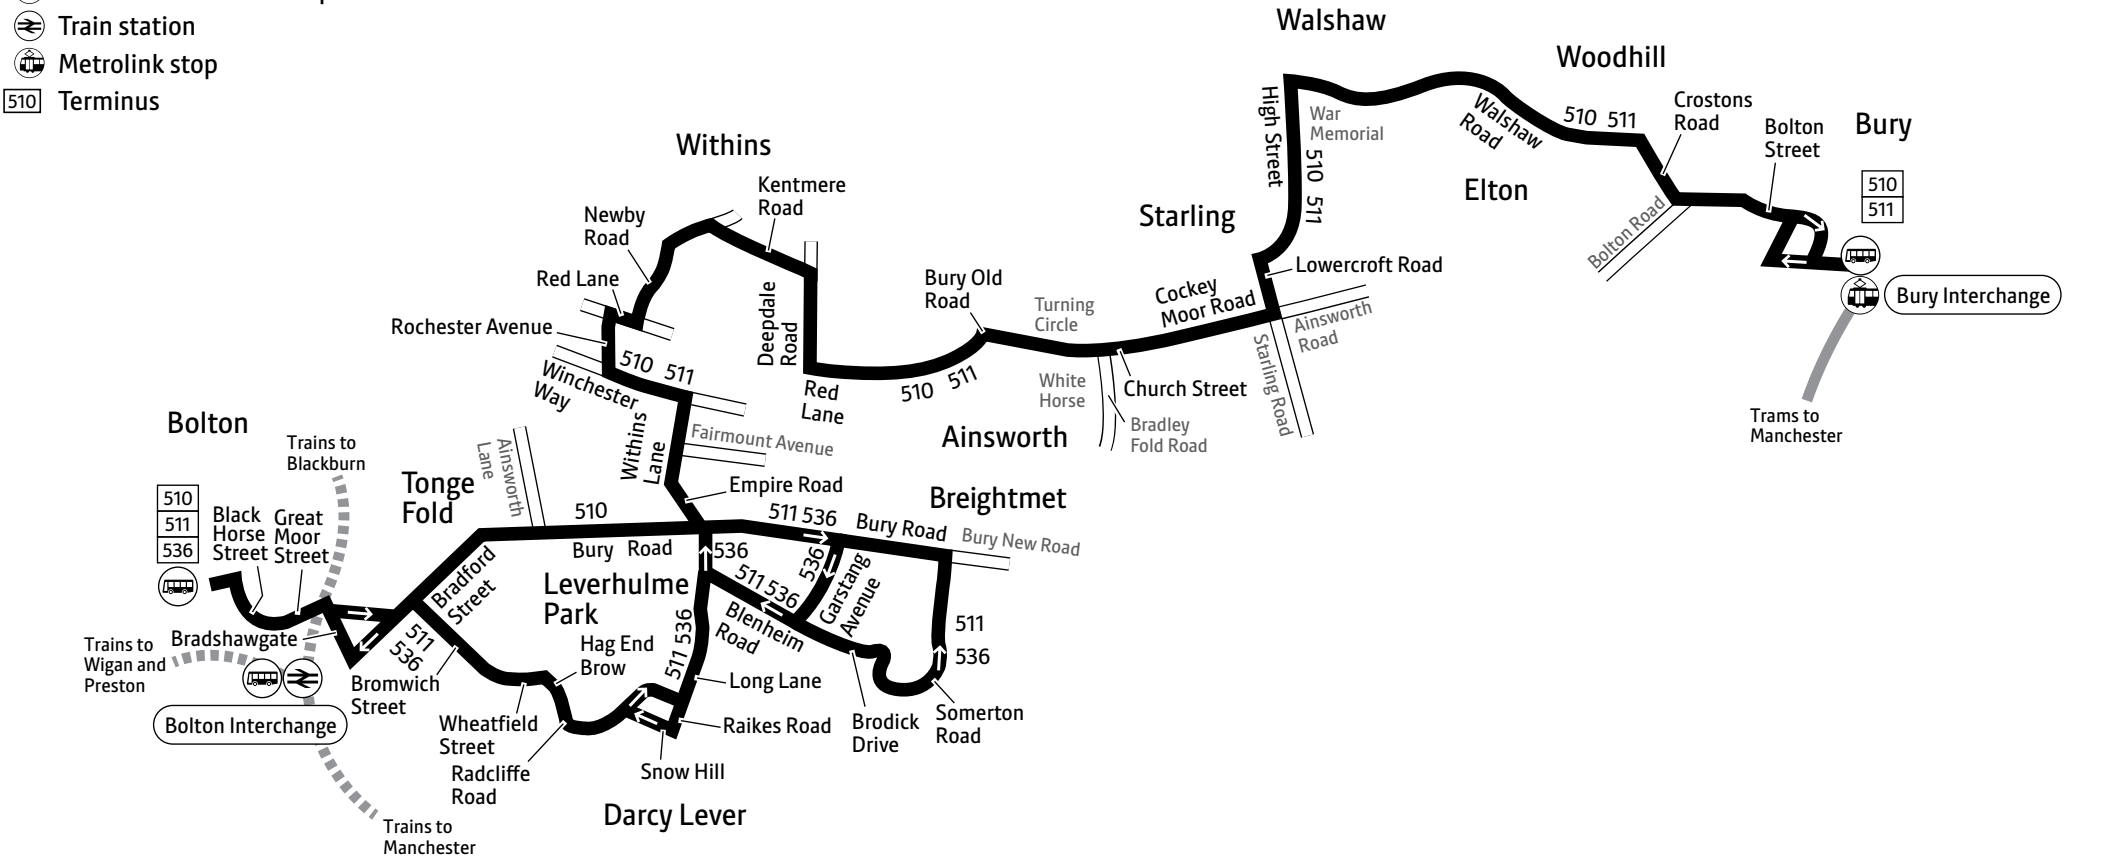 Train station
Metrolink stop
510 Terminus
Walshaw
Woodhill
Crostons
Road
Bolton
Street
Bury
510
511
Bury Interchange
Trams to
Manchester
High Street
War
Memorial
510 511
Walshaw
Road
510 511
Elton
Bolton Road
Starling
Lowercroft Road
Cockey
Moor Road
Ainsworth
Road
Starling Road
Withins
Kentmere
Road
Newby
Road
Red Lane
Rochester Avenue
Deepdale
Road
Bury Old
Road
Turning
Circle
510 511
Winchester
Way
Red
Lane
510 511
White
Horse
Church Street
Bradley
Fold Road
Ainsworth
Withins
Lane
Fairmount Avenue
Empire Road
Breightmet
Bolton
Trains to
Blackburn
Tonge
Fold
Ainsworth
Lane
510
511
536
Black
Horse
Street
Great
Moor
Street
510
Bury Road
511 536
Bury Road
Bury New Road
Bradford
Street
Leverhulme
Park
536
511 536
536
Garstang
Avenue
Blenheim
Road
511
536
Trains to
Wigan and
Preston
Bradshawgate
511
536
Hag End
Brow
511 536
Bromwich
Street
Long Lane
Bolton Interchange
Wheatfield
Street
Raikes Road
Brodick
Drive
Somerton
Road
Radcliffe
Road
Snow Hill
Darcy Lever
Trains to
Manchester